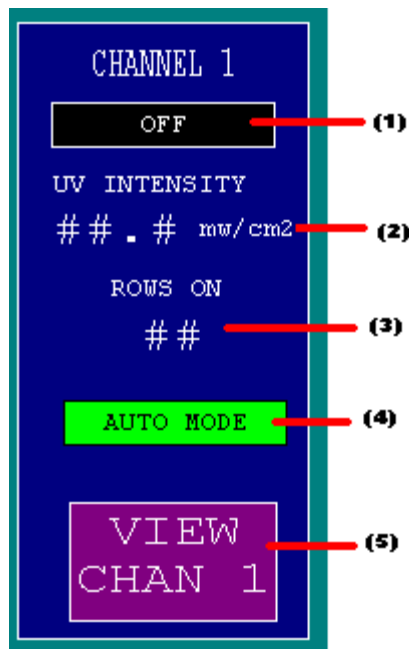 CHANNEL 1
OFF
(1)
UV INTENSITY
##.# mw/cm2
(2)
ROWS ON
##
(3)
AUTO MODE
(4)
VIEW
CHAN 1
(5)